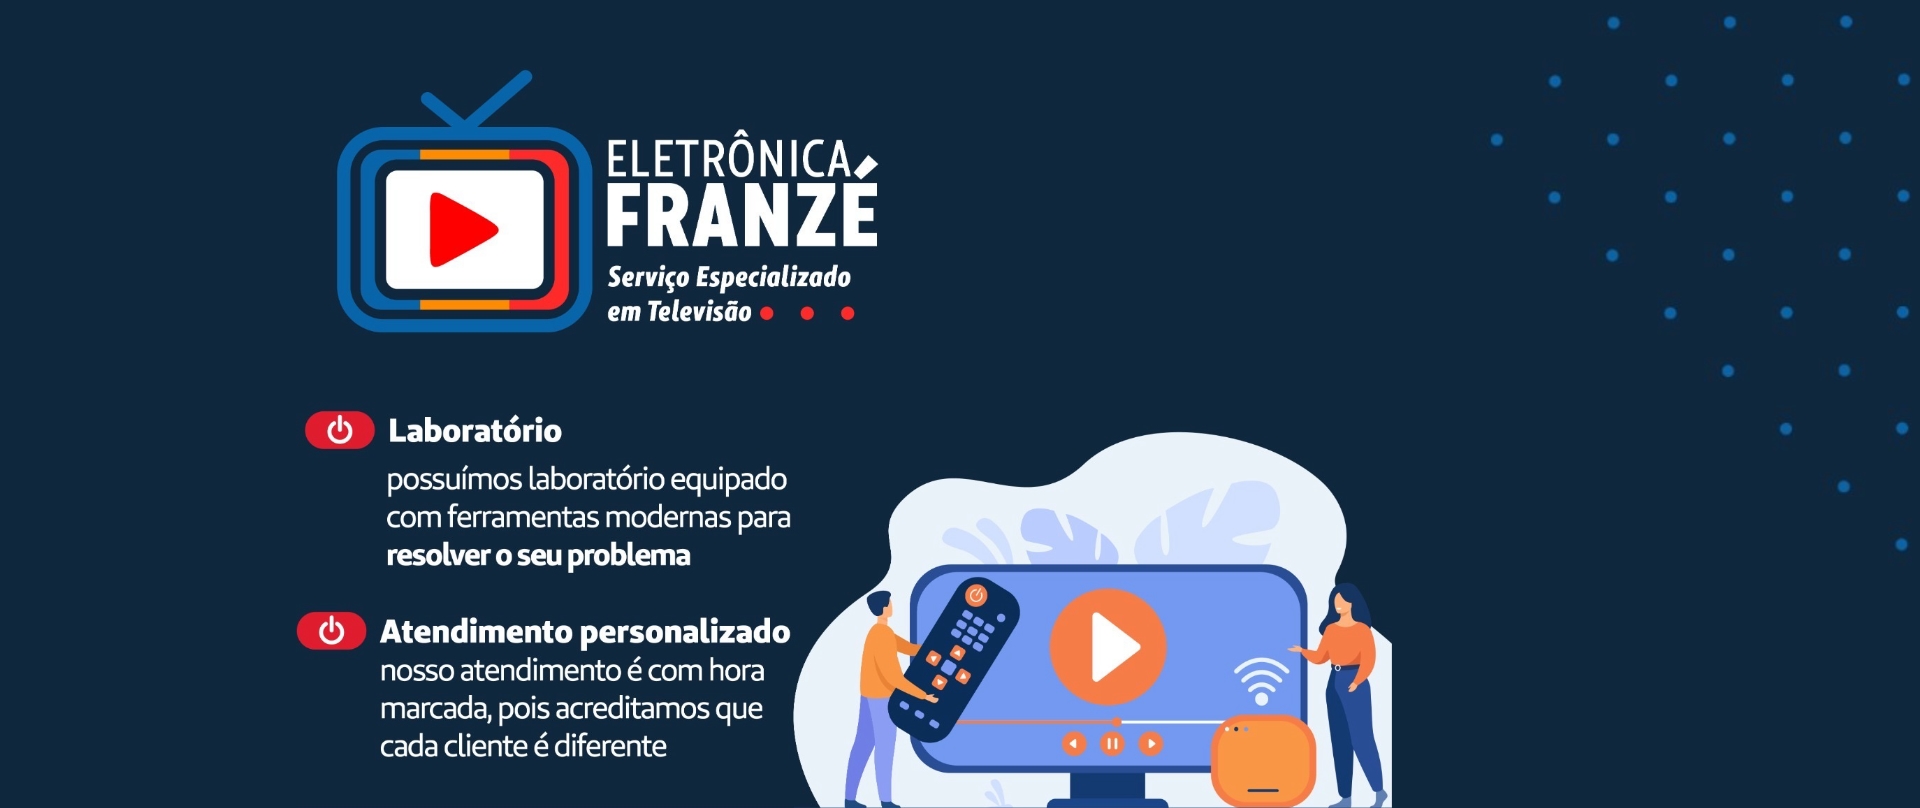 ELETRÔNICA
FRANZÉ
Serviço Especializado
em Televisão
Laboratório
possuímos laboratório equipado
com ferramentas modernas para
resolver o seu problema
Atendimento personalizado
nosso atendimento é com hora
marcada, pois acreditamos que
cada cliente é diferente